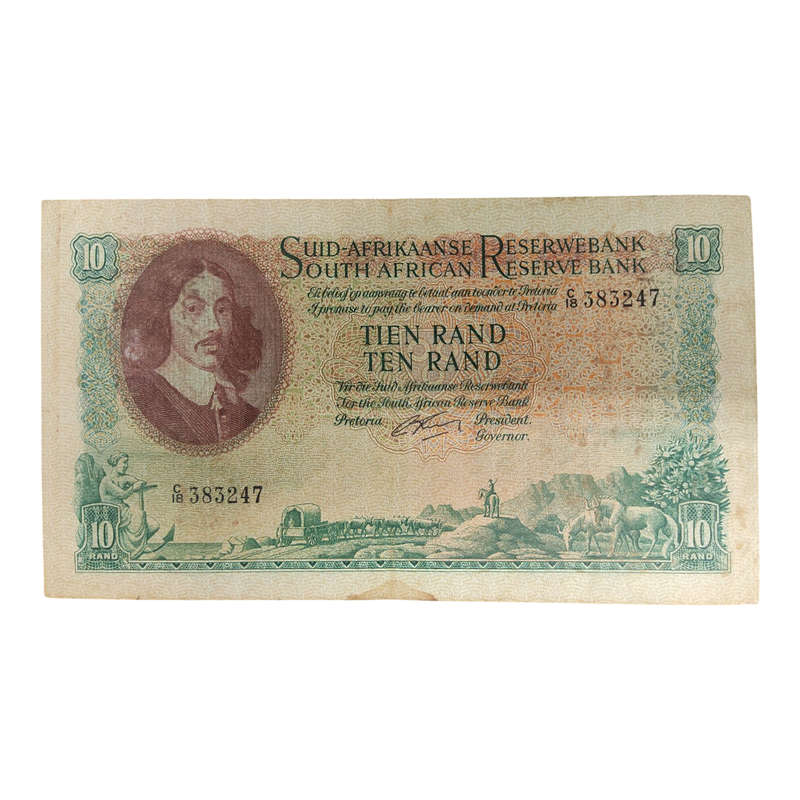 10
SUID-AFRIKAANSE RESERWEBANK
SOUTH AFRICAN RESERVE BANK
10
Ek beloof op aanvraag te betaal aan toonder te Pretoria
I promise to pay the bearer on demand at Pretoria
C/18 383247
TIEN RAND
TEN RAND
Vir die Suid Afrikaanse Reserwebank
For the South African Reserve Bank
Pretoria President.
Governor.
C/18 383247
10
RAND
10
RAND